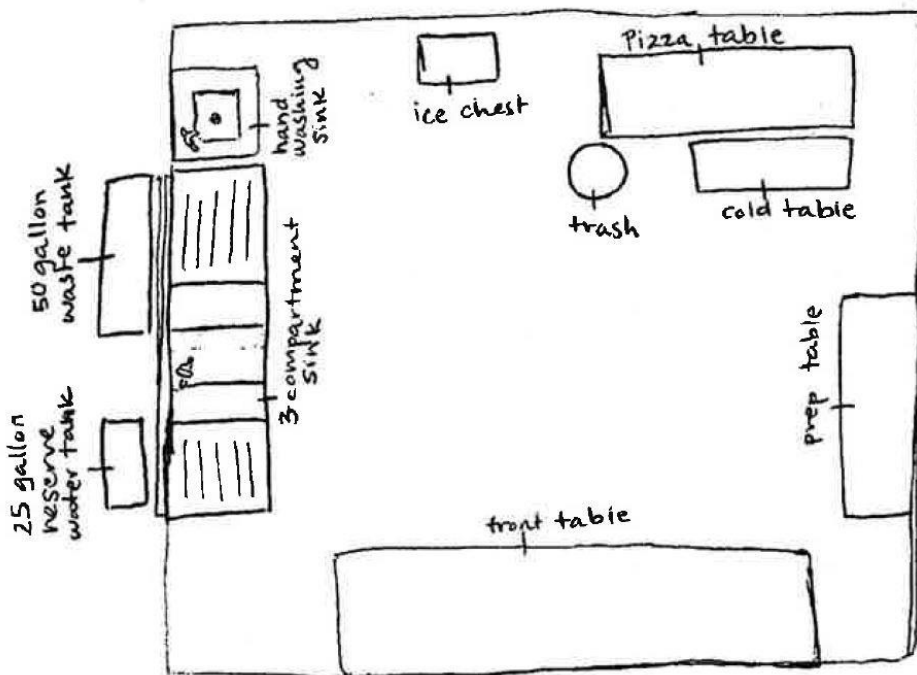 Pizza table
ice chest
hand
washing
sink
trash
cold table
50 gallon
waste tank
3 compartment
sink
prep table
25 gallon
reserve
water tank
front table